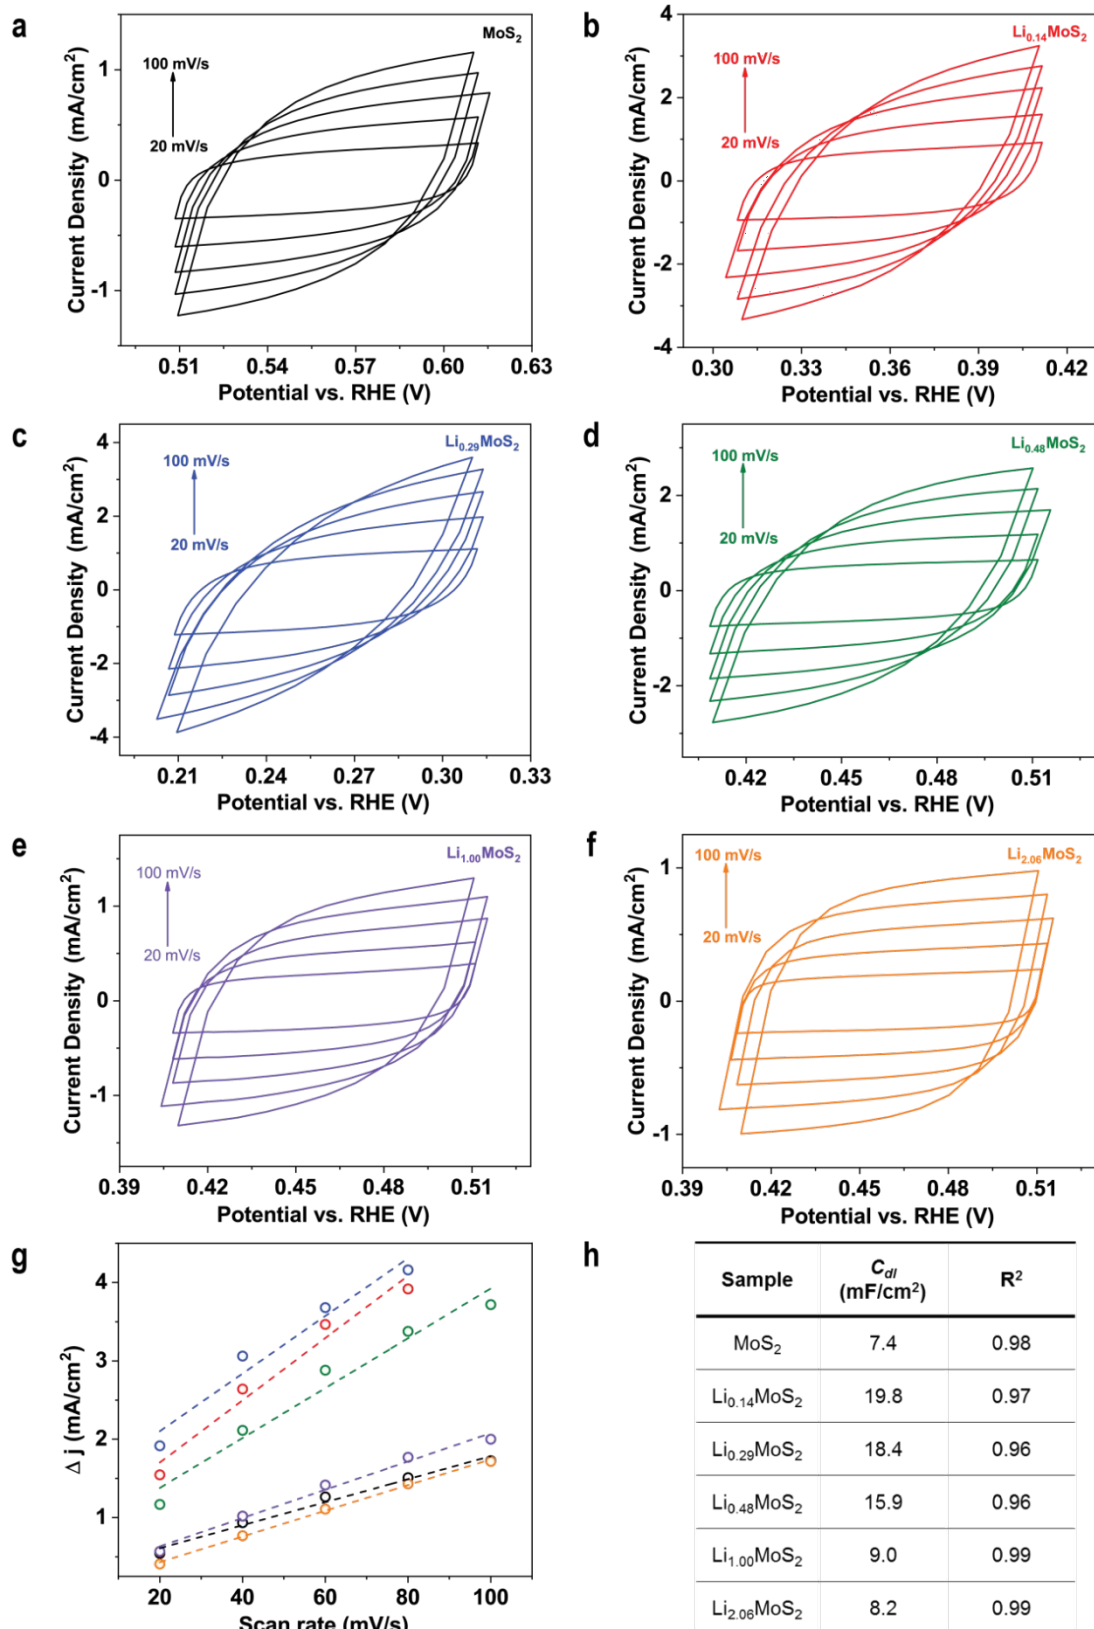 a
MoS₂
100 mV/s
20 mV/s
1
0
-1
0.51 0.54 0.57 0.60 0.63
Potential vs. RHE (V)
Current Density (mA/cm²)
b
Li₀.₁₄MoS₂
100 mV/s
20 mV/s
4
2
0
-2
-4
0.30 0.33 0.36 0.39 0.42
Potential vs. RHE (V)
Current Density (mA/cm²)
c
Li₀.₂₉MoS₂
100 mV/s
20 mV/s
4
2
0
-2
-4
0.21 0.24 0.27 0.30 0.33
Potential vs. RHE (V)
Current Density (mA/cm²)
d
Li₀.₄₈MoS₂
100 mV/s
20 mV/s
2
0
-2
0.42 0.45 0.48 0.51
Potential vs. RHE (V)
Current Density (mA/cm²)
e
Li₁.₀₀MoS₂
100 mV/s
20 mV/s
1
0
-1
0.39 0.42 0.45 0.48 0.51
Potential vs. RHE (V)
Current Density (mA/cm²)
f
Li₂.₀₆MoS₂
100 mV/s
20 mV/s
1
0
-1
0.39 0.42 0.45 0.48 0.51
Potential vs. RHE (V)
Current Density (mA/cm²)
g
4
3
2
1
20 40 60 80 100
Scan rate (mV/s)
Δ j (mA/cm²)
h
Sample C_dl (mF/cm²) R²
MoS₂ 7.4 0.98
Li₀.₁₄MoS₂ 19.8 0.97
Li₀.₂₉MoS₂ 18.4 0.96
Li₀.₄₈MoS₂ 15.9 0.96
Li₁.₀₀MoS₂ 9.0 0.99
Li₂.₀₆MoS₂ 8.2 0.99